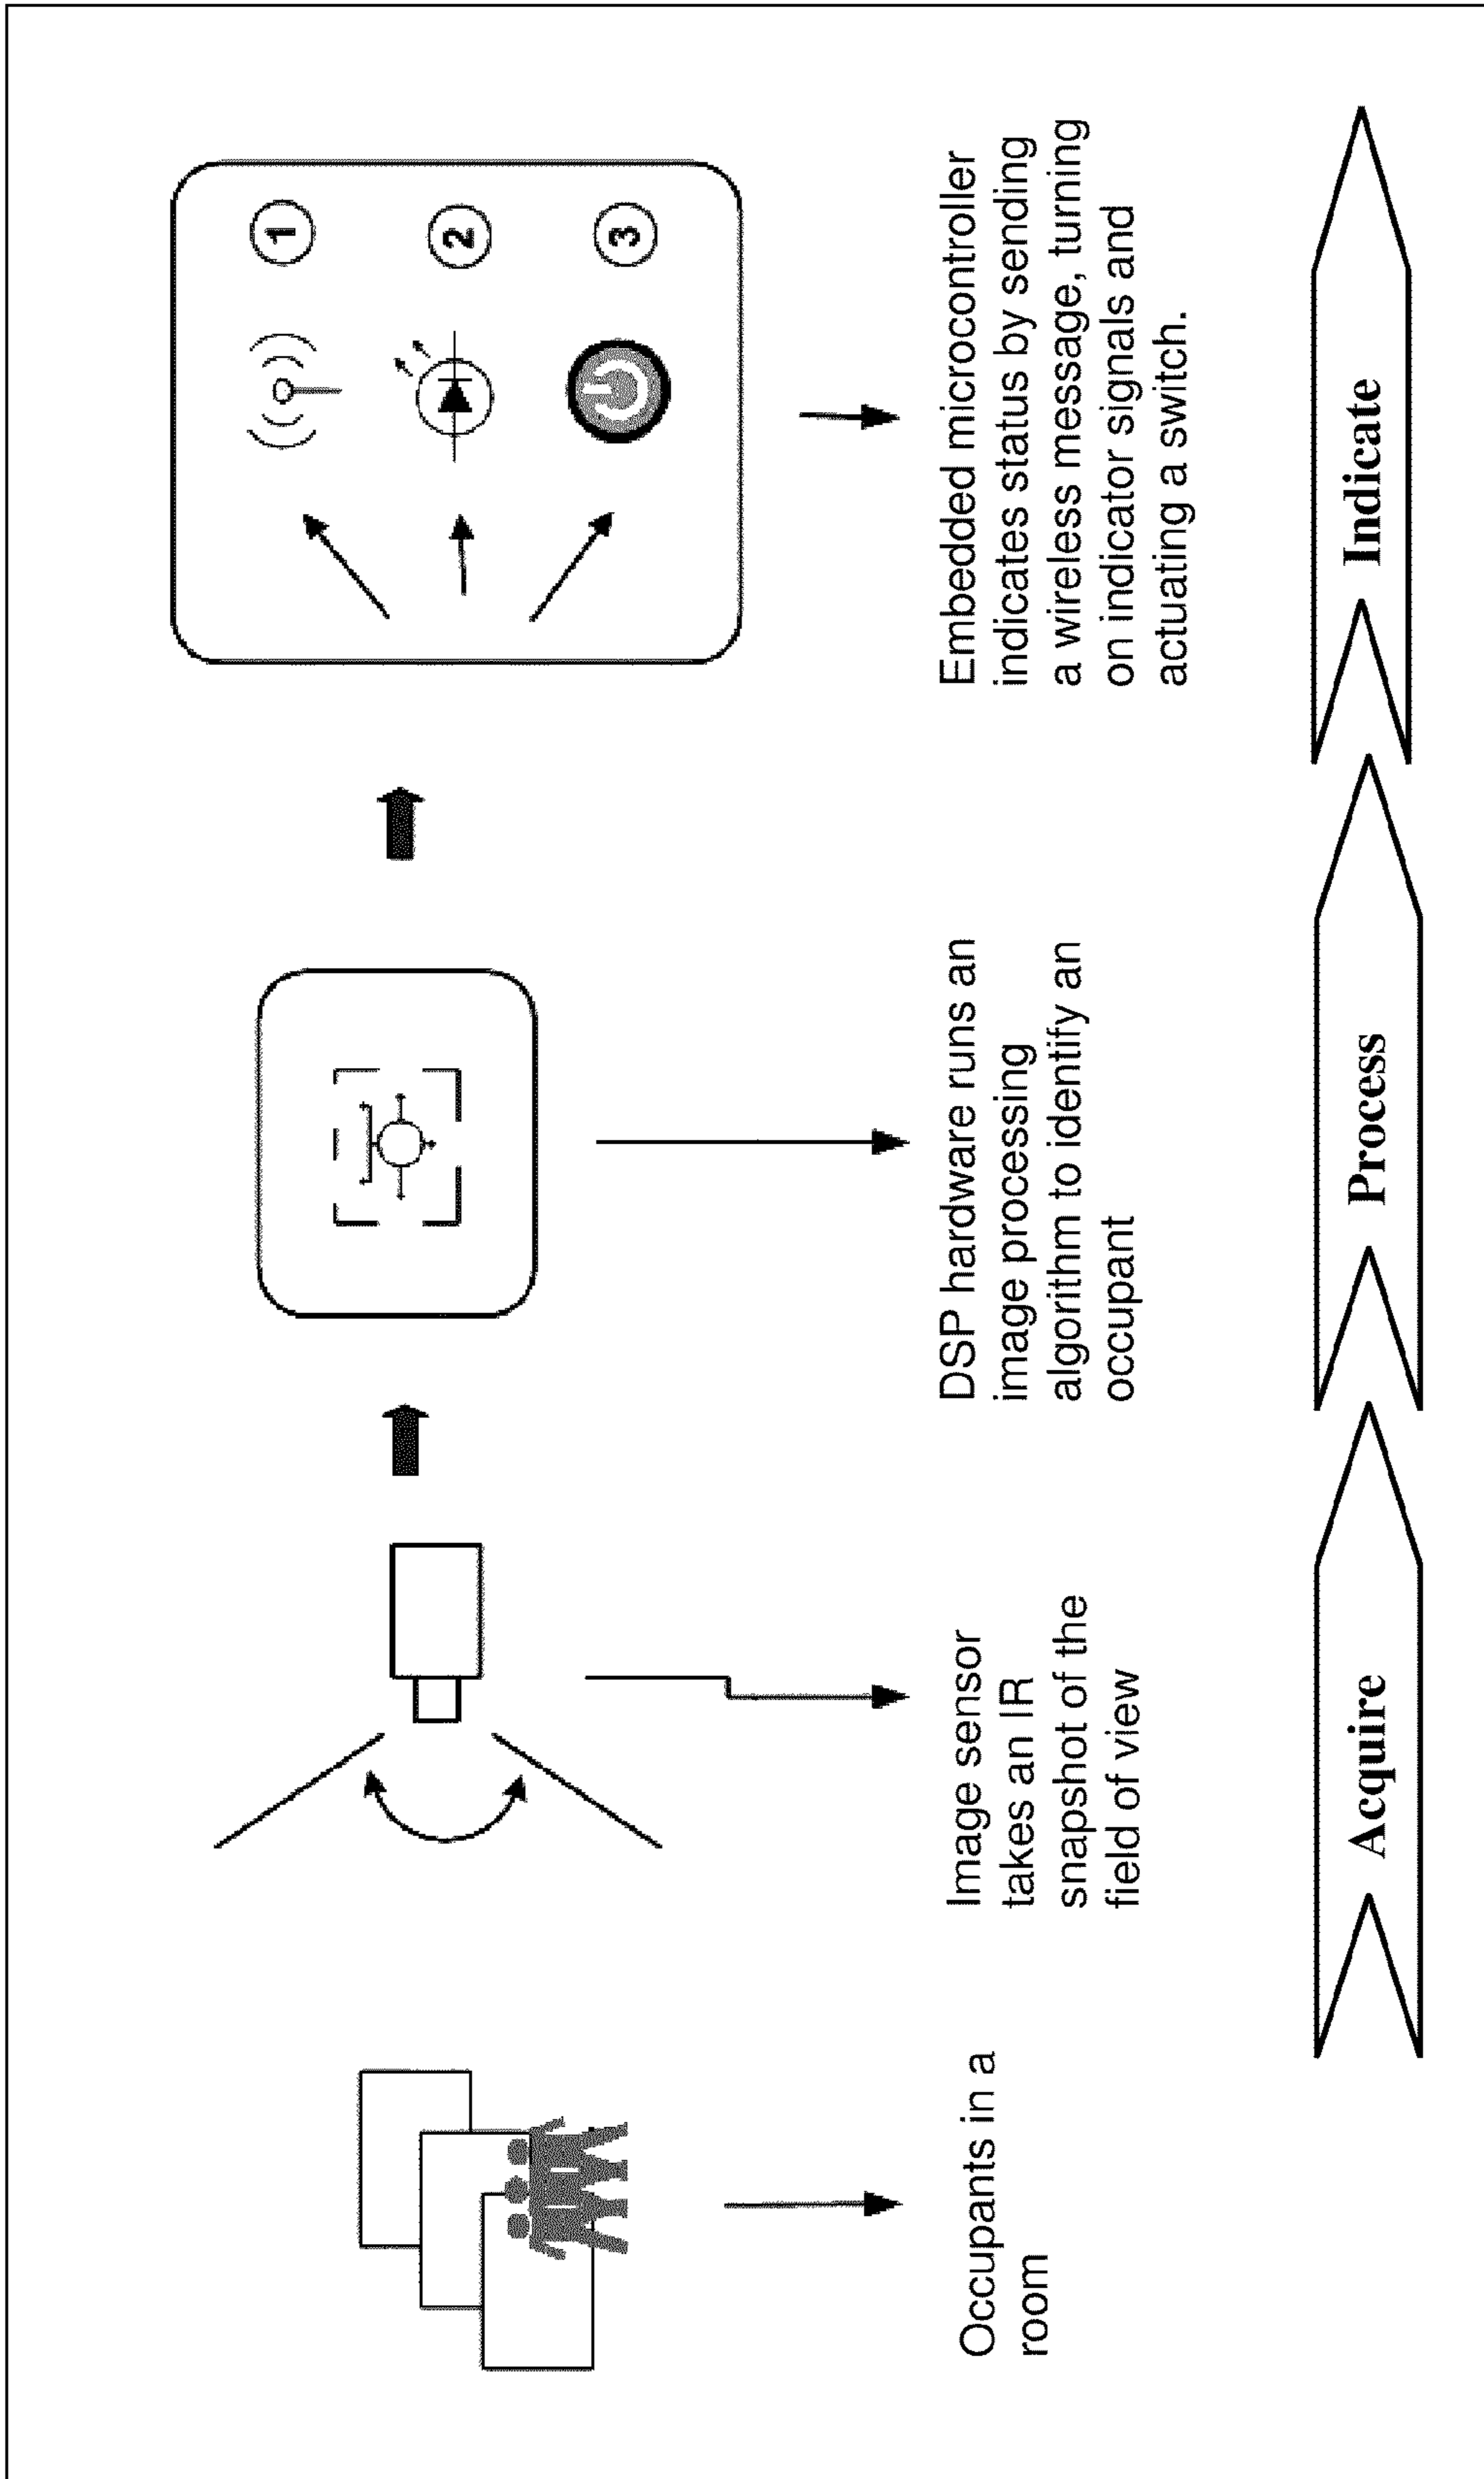 1
2
3
Occupants in a
room
Image sensor
takes an IR
snapshot of the
field of view
DSP hardware runs an
image processing
algorithm to identify an
occupant
Embedded microcontroller
indicates status by sending
a wireless message, turning
on indicator signals and
actuating a switch.
Acquire
Process
Indicate